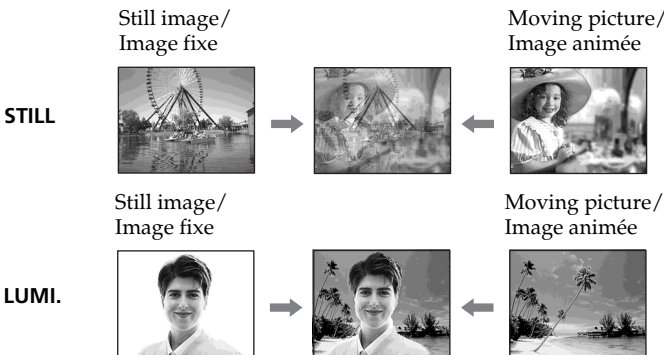 Still image/
Image fixe
Moving picture/
Image animée
STILL
Still image/
Image fixe
Moving picture/
Image animée
LUMI.